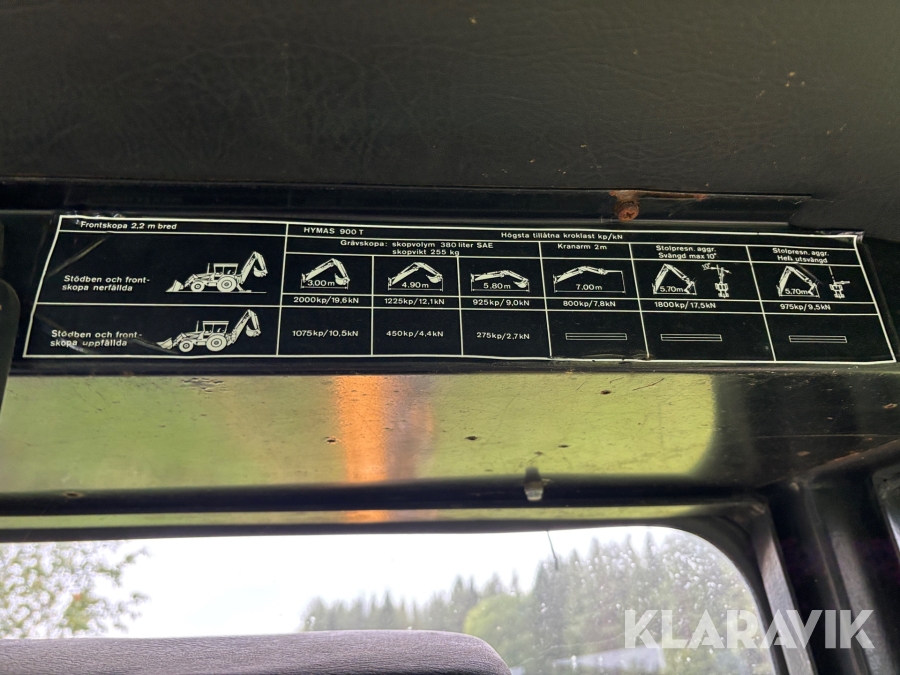 Frontskopa 2,2 m bred
HYMAS 900 T
Högsta tillåtna kroklast kp/kN
Grävskopa: skopvolym 380 liter SAE
skopvikt 255 kg
Kranarm 2m
Stolpresn. aggr.
Svängd max 10°
Stolpresn. aggr.
Helt utsvängd
Stödben och front-
skopa nerfällda
3.00 m
4.90 m
5.80 m
7.00 m
5,70m
5,70m
2000kp/19,6kN
1225kp/12,1kN
925kp/9,0kN
800kp/7,8kN
1800kp/17,5kN
975kp/9,5kN
Stödben och front-
skopa uppfällda
1075kp/10,5kN
450kp/4,4kN
275kp/2,7kN
KLARAVIK